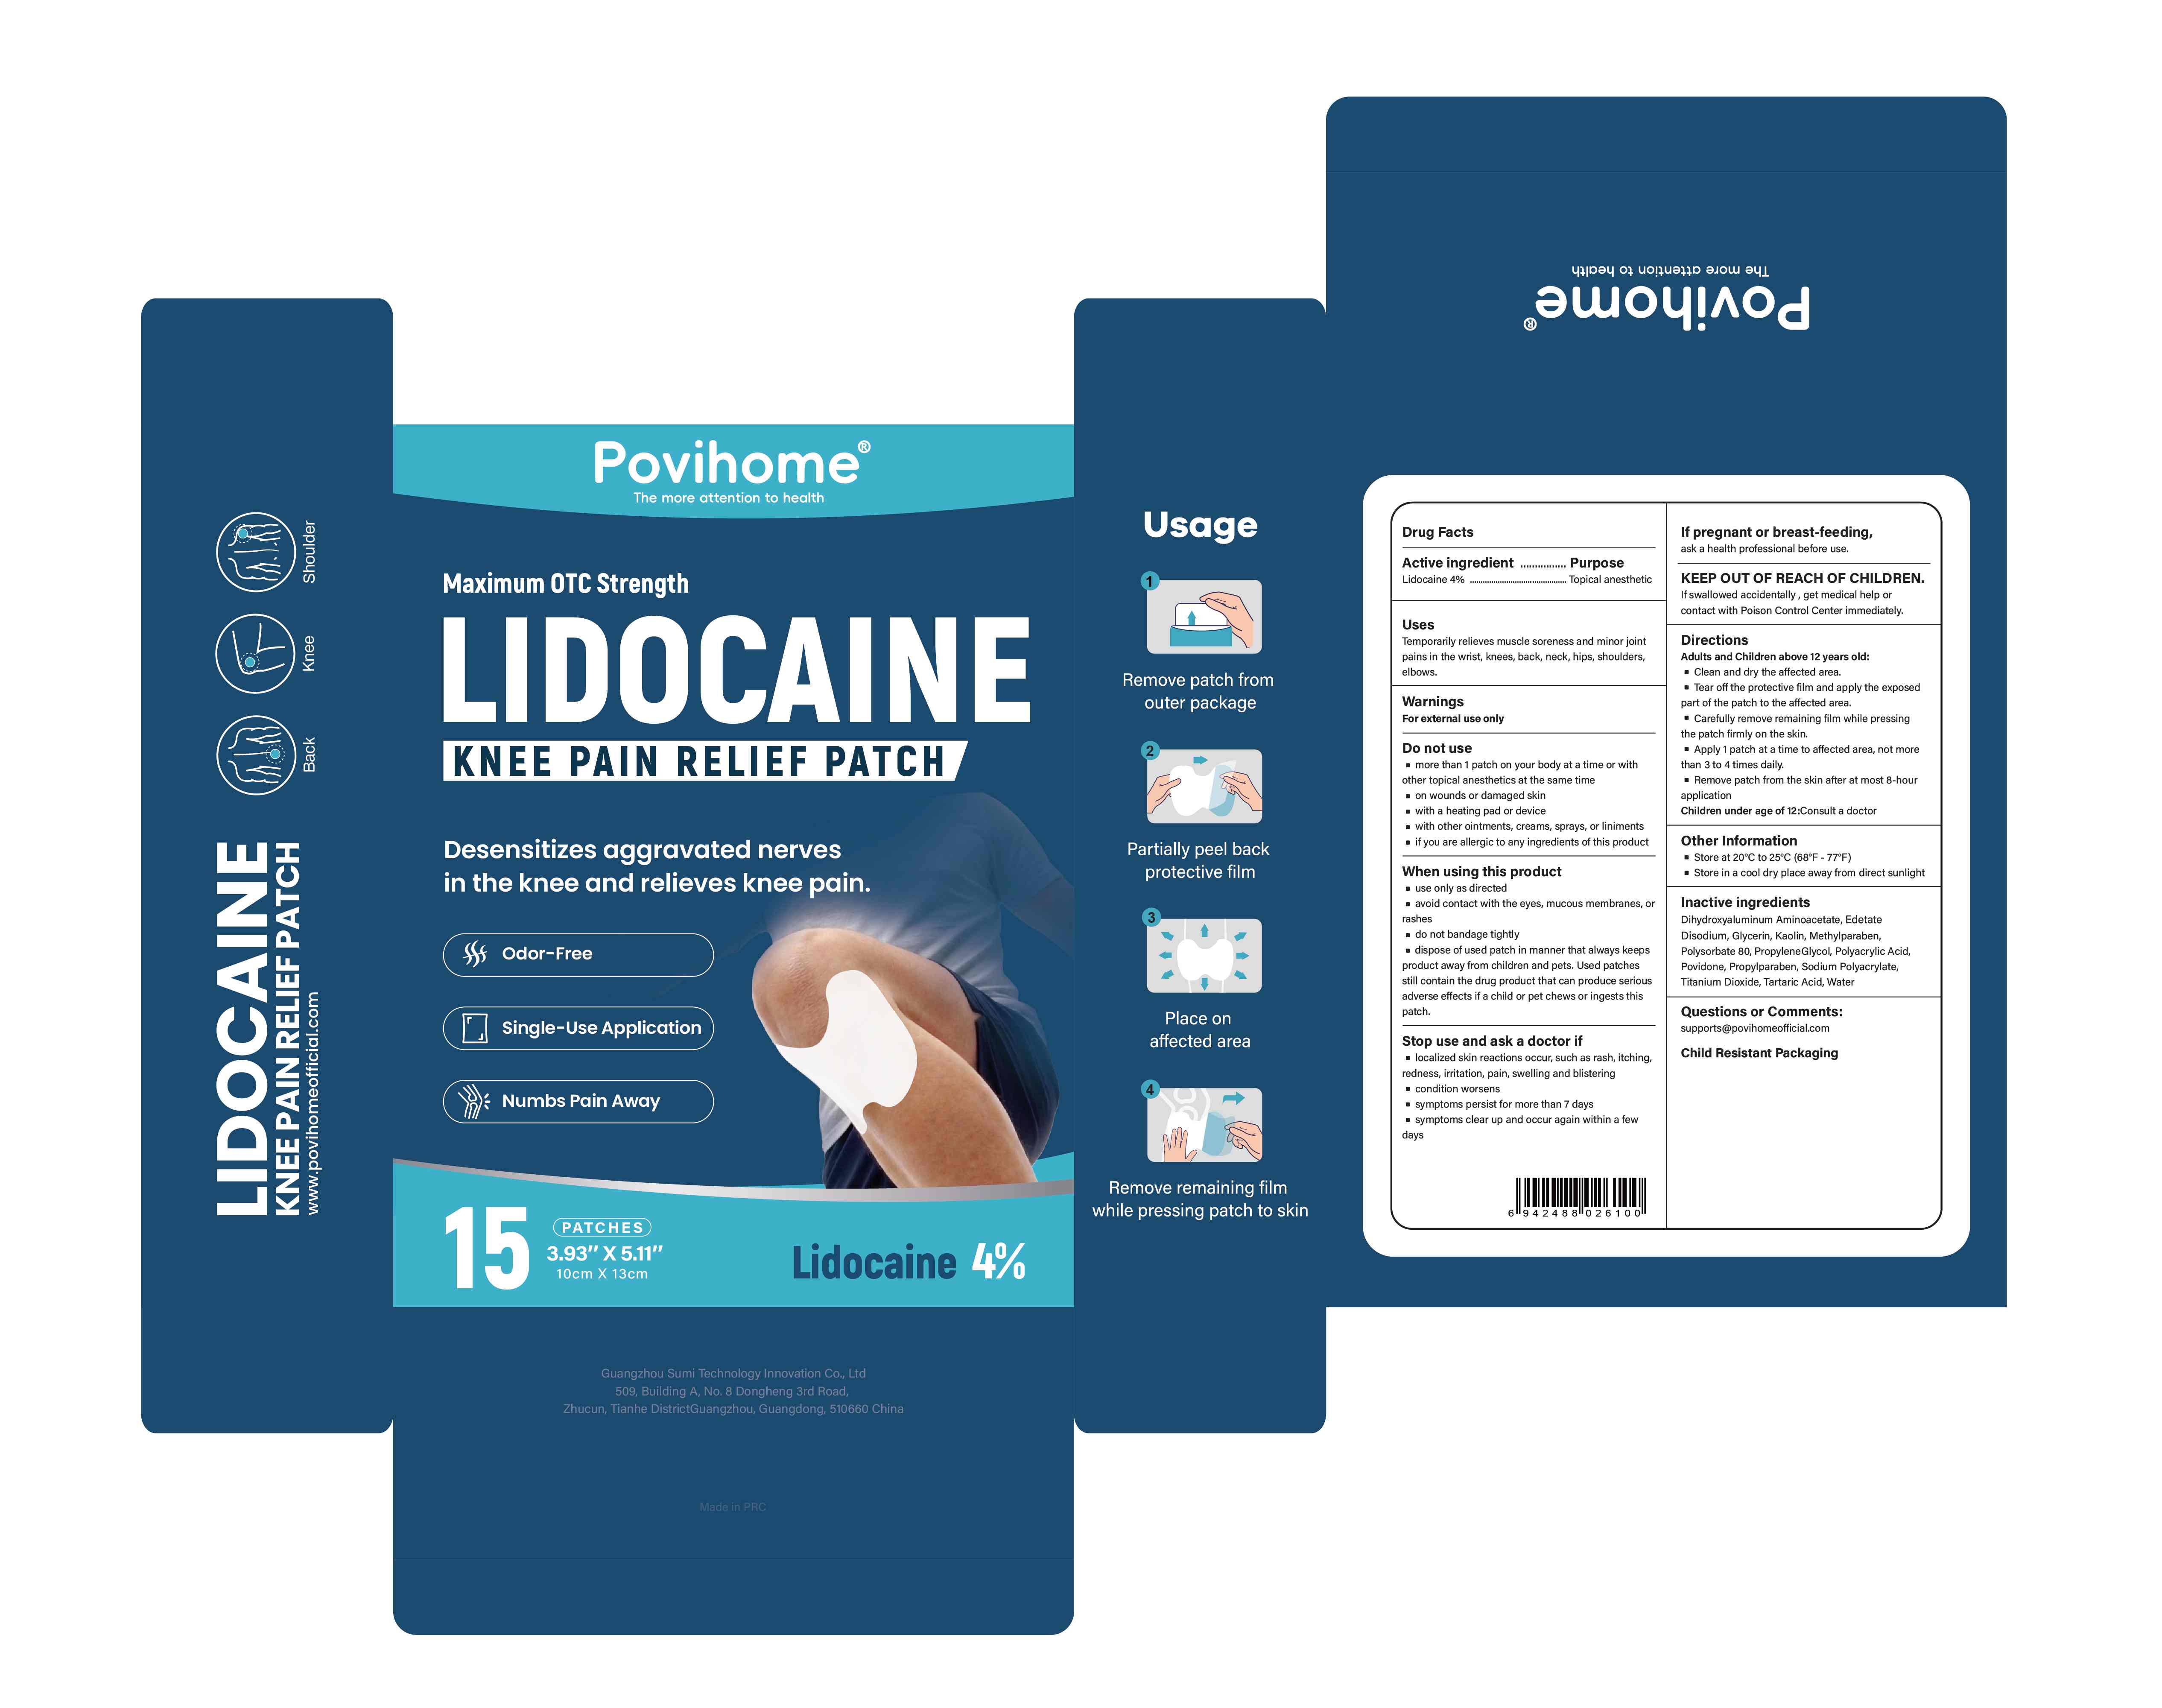 Shoulder
Knee
Back
LIDOCAINE
KNEE PAIN RELIEF PATCH
www.povihomeofficial.com
Povihome®
The more attention to health
Maximum OTC Strength
LIDOCAINE
KNEE PAIN RELIEF PATCH
Desensitizes aggravated nerves
in the knee and relieves knee pain.
Odor-Free
Single-Use Application
Numbs Pain Away
15
PATCHES
3.93” X 5.11”
10cm X 13cm
Lidocaine 4%
Guangzhou Sumi Technology Innovation Co., Ltd
509, Building A, No. 8 Dongheng 3rd Road,
Zhucun, Tianhe DistrictGuangzhou, Guangdong, 510660 China
Made in PRC
Usage
1
Remove patch from
outer package
2
Partially peel back
protective film
3
Place on
affected area
4
Remove remaining film
while pressing patch to skin
Povihome®
The more attention to health
Drug Facts
Active ingredient ................ Purpose
Lidocaine 4% ............................................ Topical anesthetic
Uses
Temporarily relieves muscle soreness and minor joint
pains in the wrist, knees, back, neck, hips, shoulders,
elbows.
Warnings
For external use only
Do not use
▪ more than 1 patch on your body at a time or with
other topical anesthetics at the same time
▪ on wounds or damaged skin
▪ with a heating pad or device
▪ with other ointments, creams, sprays, or liniments
▪ if you are allergic to any ingredients of this product
When using this product
▪ use only as directed
▪ avoid contact with the eyes, mucous membranes, or
rashes
▪ do not bandage tightly
▪ dispose of used patch in manner that always keeps
product away from children and pets. Used patches
still contain the drug product that can produce serious
adverse effects if a child or pet chews or ingests this
patch.
Stop use and ask a doctor if
▪ localized skin reactions occur, such as rash, itching,
redness, irritation, pain, swelling and blistering
▪ condition worsens
▪ symptoms persist for more than 7 days
▪ symptoms clear up and occur again within a few
days
6 942488 026100
If pregnant or breast-feeding,
ask a health professional before use.
KEEP OUT OF REACH OF CHILDREN.
If swallowed accidentally , get medical help or
contact with Poison Control Center immediately.
Directions
Adults and Children above 12 years old:
▪ Clean and dry the affected area.
▪ Tear off the protective film and apply the exposed
part of the patch to the affected area.
▪ Carefully remove remaining film while pressing
the patch firmly on the skin.
▪ Apply 1 patch at a time to affected area, not more
than 3 to 4 times daily.
▪ Remove patch from the skin after at most 8-hour
application
Children under age of 12:Consult a doctor
Other Information
▪ Store at 20°C to 25°C (68°F - 77°F)
▪ Store in a cool dry place away from direct sunlight
Inactive ingredients
Dihydroxyaluminum Aminoacetate, Edetate
Disodium, Glycerin, Kaolin, Methylparaben,
Polysorbate 80, PropyleneGlycol, Polyacrylic Acid,
Povidone, Propylparaben, Sodium Polyacrylate,
Titanium Dioxide, Tartaric Acid, Water
Questions or Comments:
supports@povihomeofficial.com
Child Resistant Packaging